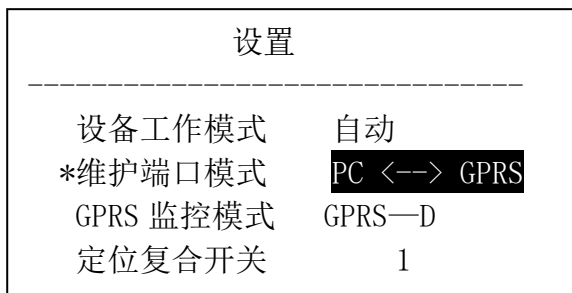 设置
--------------------------------
设备工作模式 自动
*维护端口模式 PC <--> GPRS
GPRS 监控模式 GPRS—D
定位复合开关 1